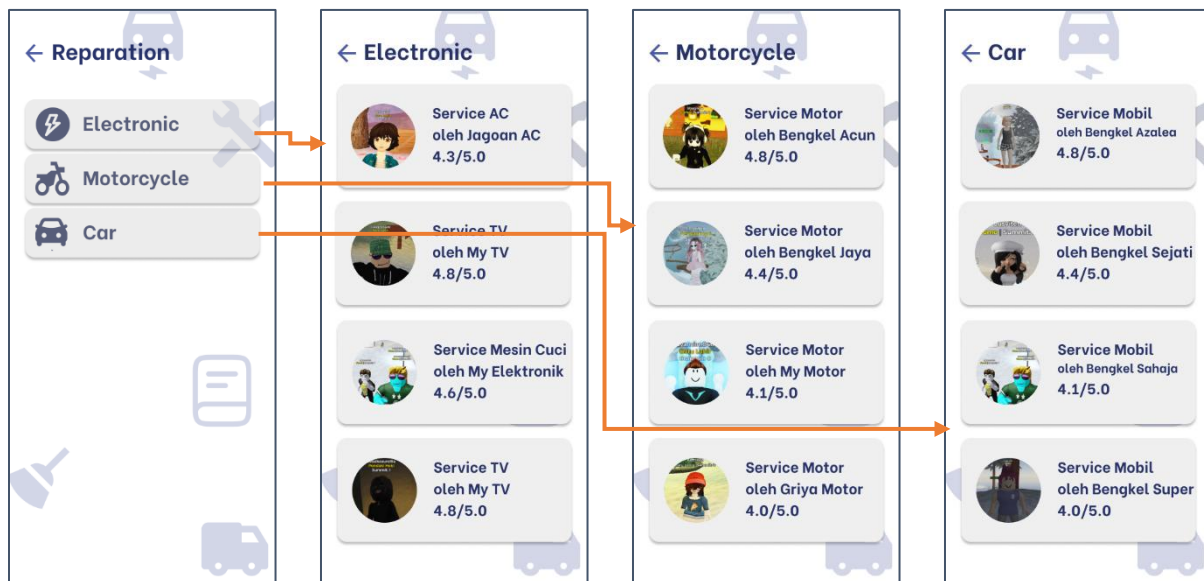 ← Reparation
Electronic
Motorcycle
Car
← Electronic
Service AC
oleh Jagoan AC
4.3/5.0
Service TV
oleh My TV
4.8/5.0
Service Mesin Cuci
oleh My Elektronik
4.6/5.0
Service TV
oleh My TV
4.8/5.0
← Motorcycle
Service Motor
oleh Bengkel Acun
4.8/5.0
Service Motor
oleh Bengkel Jaya
4.4/5.0
Service Motor
oleh My Motor
4.1/5.0
Service Motor
oleh Griya Motor
4.0/5.0
← Car
Service Mobil
oleh Bengkel Azalea
4.8/5.0
Service Mobil
oleh Bengkel Sejati
4.4/5.0
Service Mobil
oleh Bengkel Sahaja
4.1/5.0
Service Mobil
oleh Bengkel Super
4.0/5.0